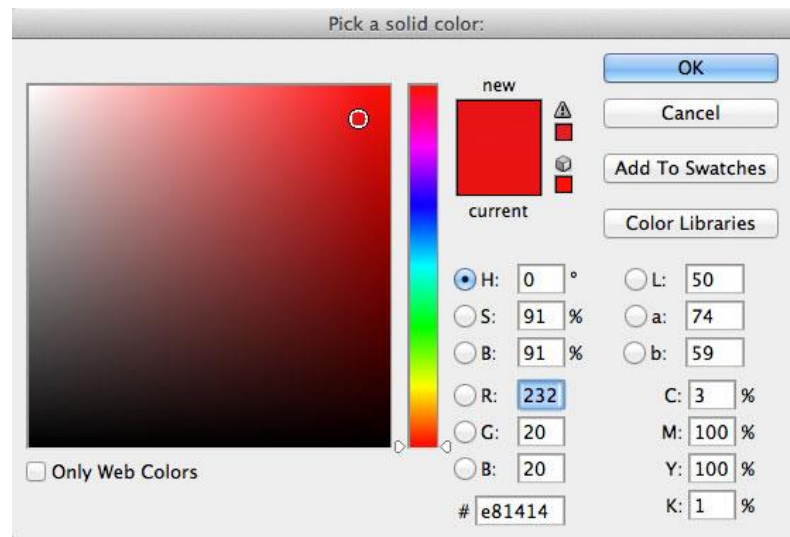 Pick a solid color:
new
current
OK
Cancel
Add To Swatches
Color Libraries
H: 0 °
S: 91 %
B: 91 %
R: 232
G: 20
B: 20
# e81414
L: 50
a: 74
b: 59
C: 3 %
M: 100 %
Y: 100 %
K: 1 %
Only Web Colors